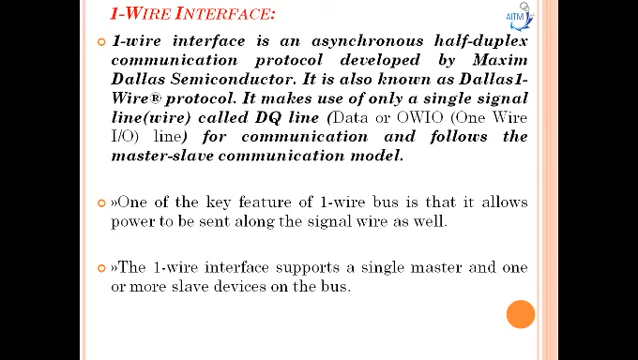 1-WIRE INTERFACE:
AITM
1-wire interface is an asynchronous half-duplex
communication protocol developed by Maxim
Dallas Semiconductor. It is also known as Dallas1-
Wire® protocol. It makes use of only a single signal
line(wire) called DQ line (Data or OWIO (One Wire
I/O) line) for communication and follows the
master-slave communication model.
»One of the key feature of 1-wire bus is that it allows
power to be sent along the signal wire as well.
»The 1-wire interface supports a single master and one
or more slave devices on the bus.